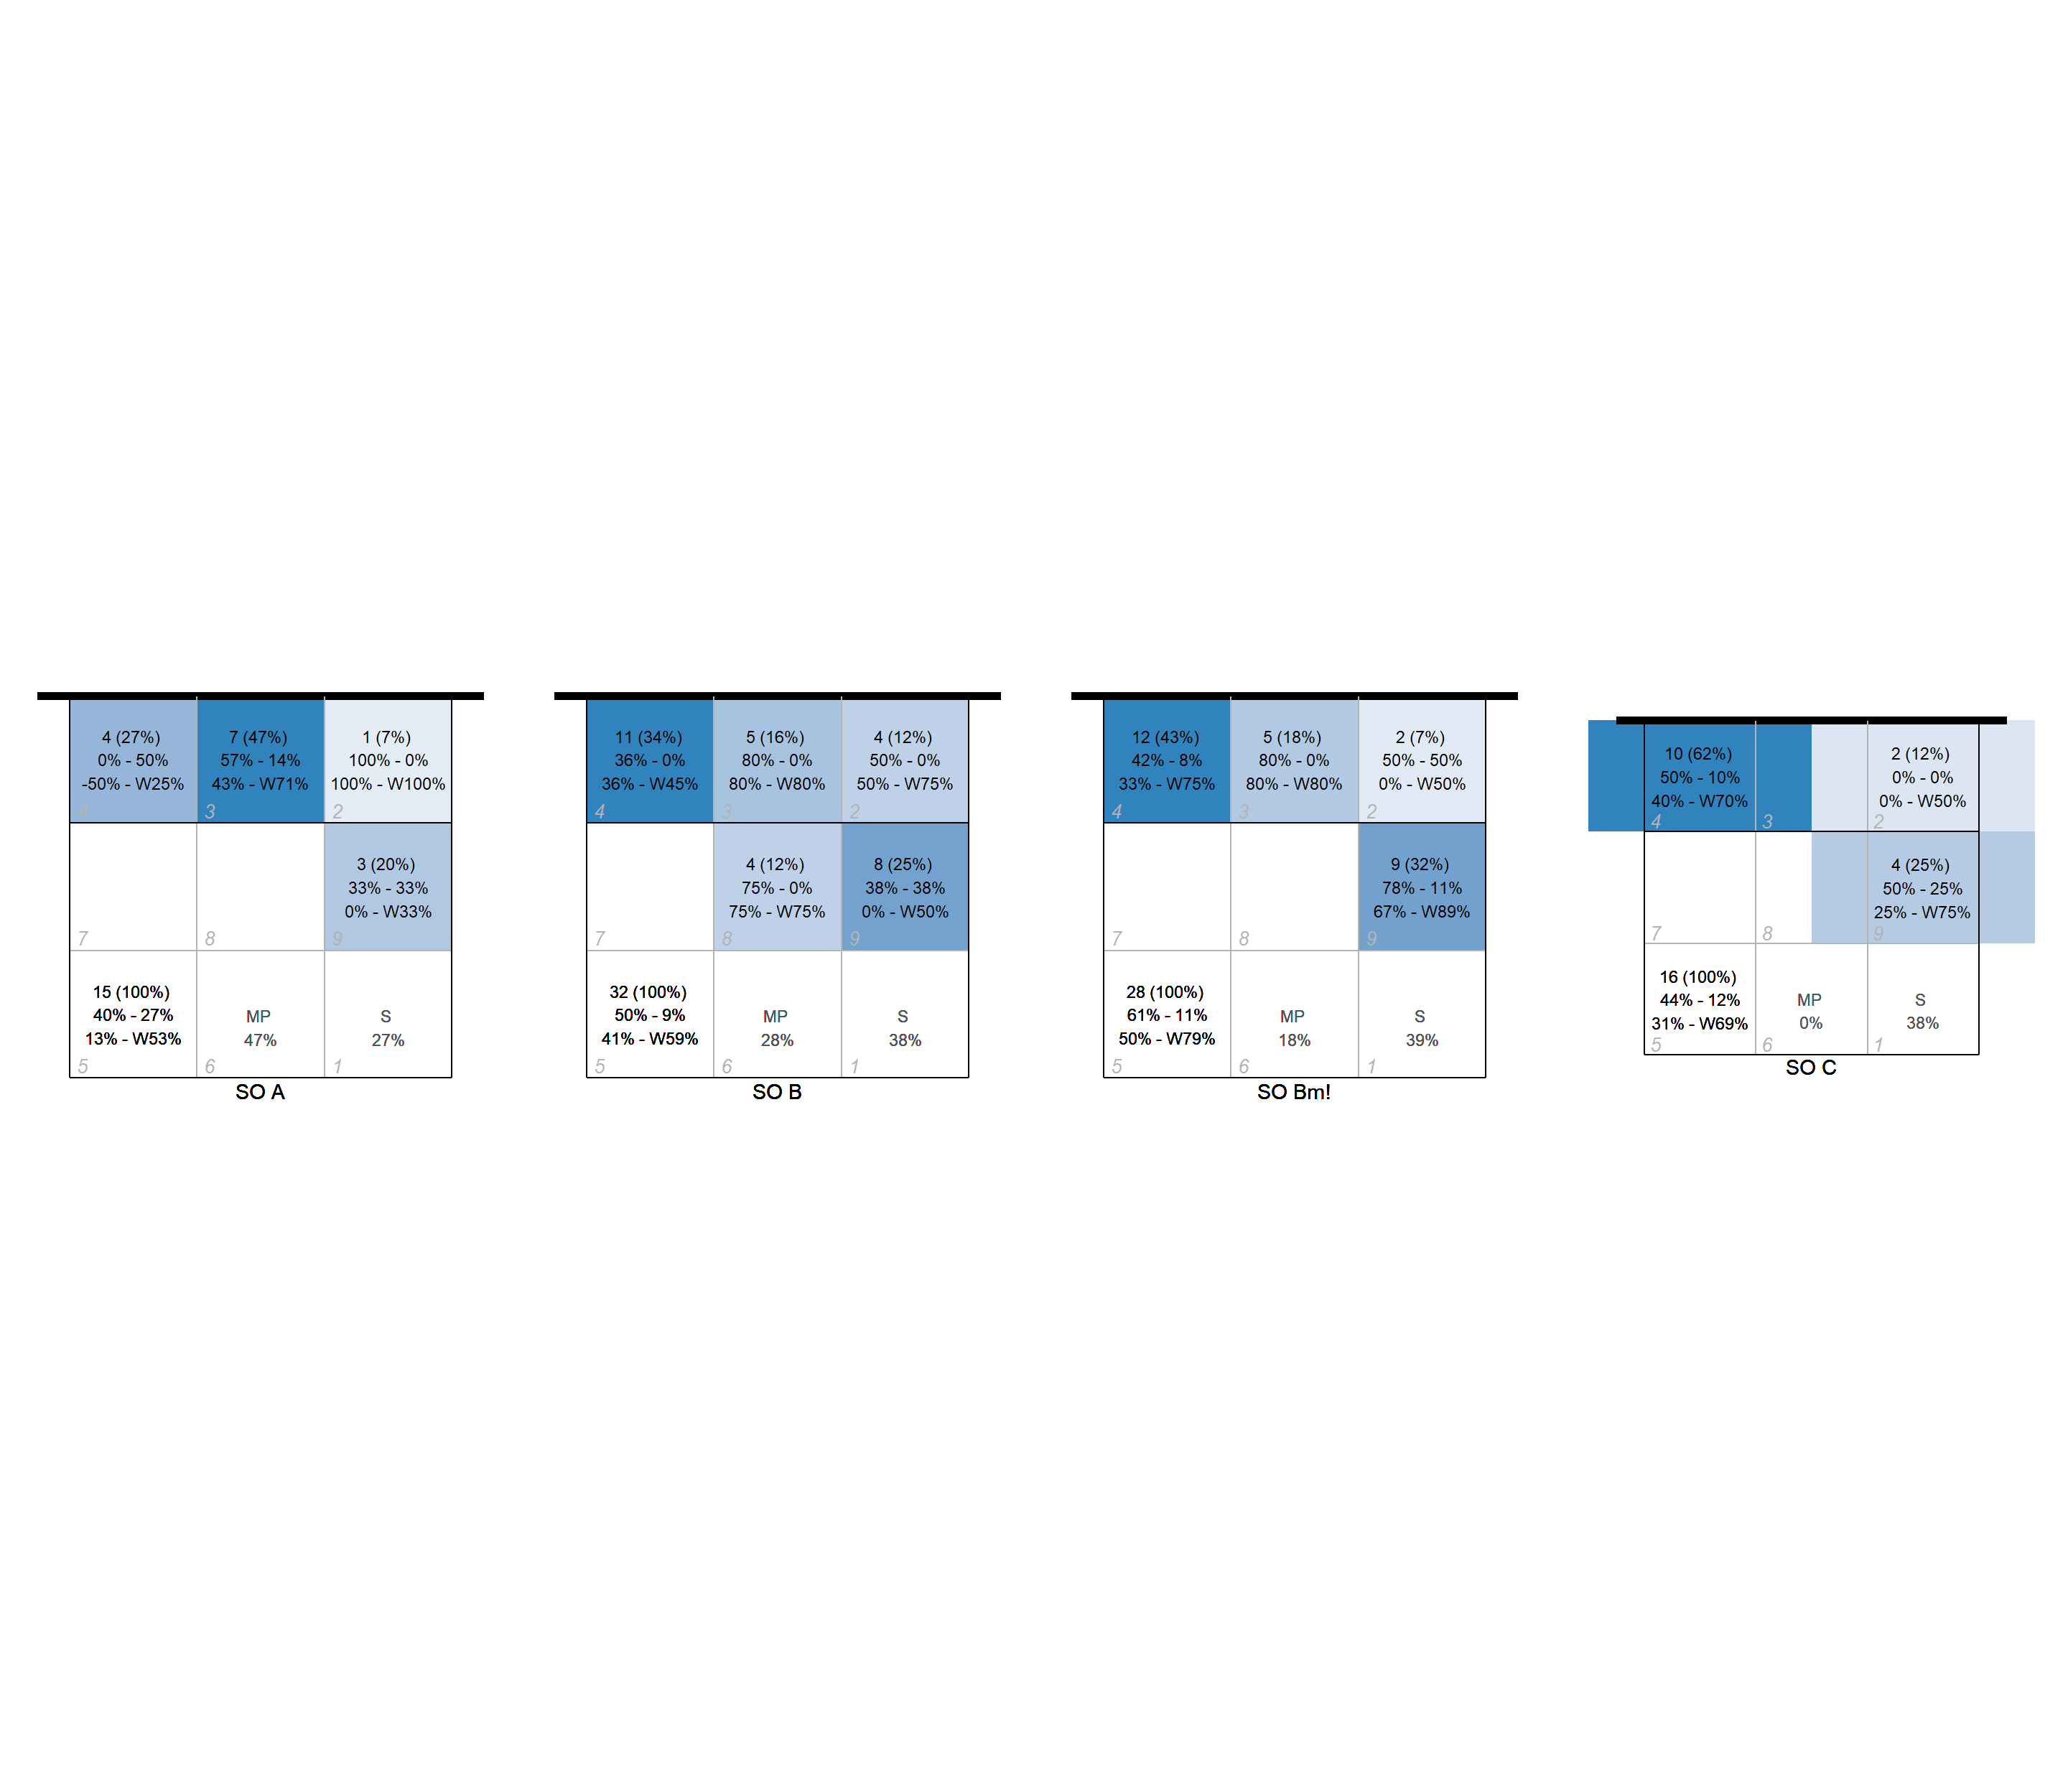 4 (27%)
0% - 50%
-50% - W25%
4
7 (47%)
57% - 14%
43% - W71%
3
1 (7%)
100% - 0%
100% - W100%
2
7
8
3 (20%)
33% - 33%
0% - W33%
9
15 (100%)
40% - 27%
13% - W53%
5
MP
47%
6
S
27%
1
SO A
11 (34%)
36% - 0%
36% - W45%
4
5 (16%)
80% - 0%
80% - W80%
3
4 (12%)
50% - 0%
50% - W75%
2
7
4 (12%)
75% - 0%
75% - W75%
8
8 (25%)
38% - 38%
0% - W50%
9
32 (100%)
50% - 9%
41% - W59%
5
MP
28%
6
S
38%
1
SO B
12 (43%)
42% - 8%
33% - W75%
4
5 (18%)
80% - 0%
80% - W80%
3
2 (7%)
50% - 50%
0% - W50%
2
7
8
9 (32%)
78% - 11%
67% - W89%
9
28 (100%)
61% - 11%
50% - W79%
5
MP
18%
6
S
39%
1
SO Bm!
10 (62%)
50% - 10%
40% - W70%
4
3
2 (12%)
0% - 0%
0% - W50%
2
7
8
4 (25%)
50% - 25%
25% - W75%
9
16 (100%)
44% - 12%
31% - W69%
5
MP
0%
6
S
38%
1
SO C